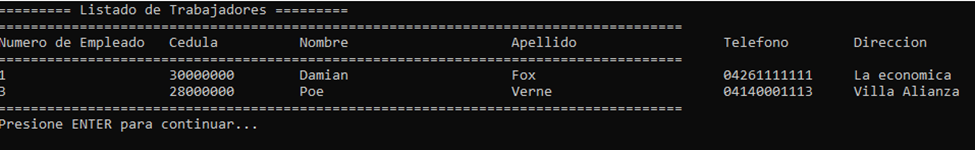 ========= Listado de Trabajadores =========
=====================================================================================
Numero de Empleado   Cedula          Nombre                    Apellido                  Telefono        Direccion
=====================================================================================
1                    30000000        Damian                    Fox                       04261111111     La economica
3                    28000000        Poe                       Verne                     04140001113     Villa Alianza
=====================================================================================
Presione ENTER para continuar...